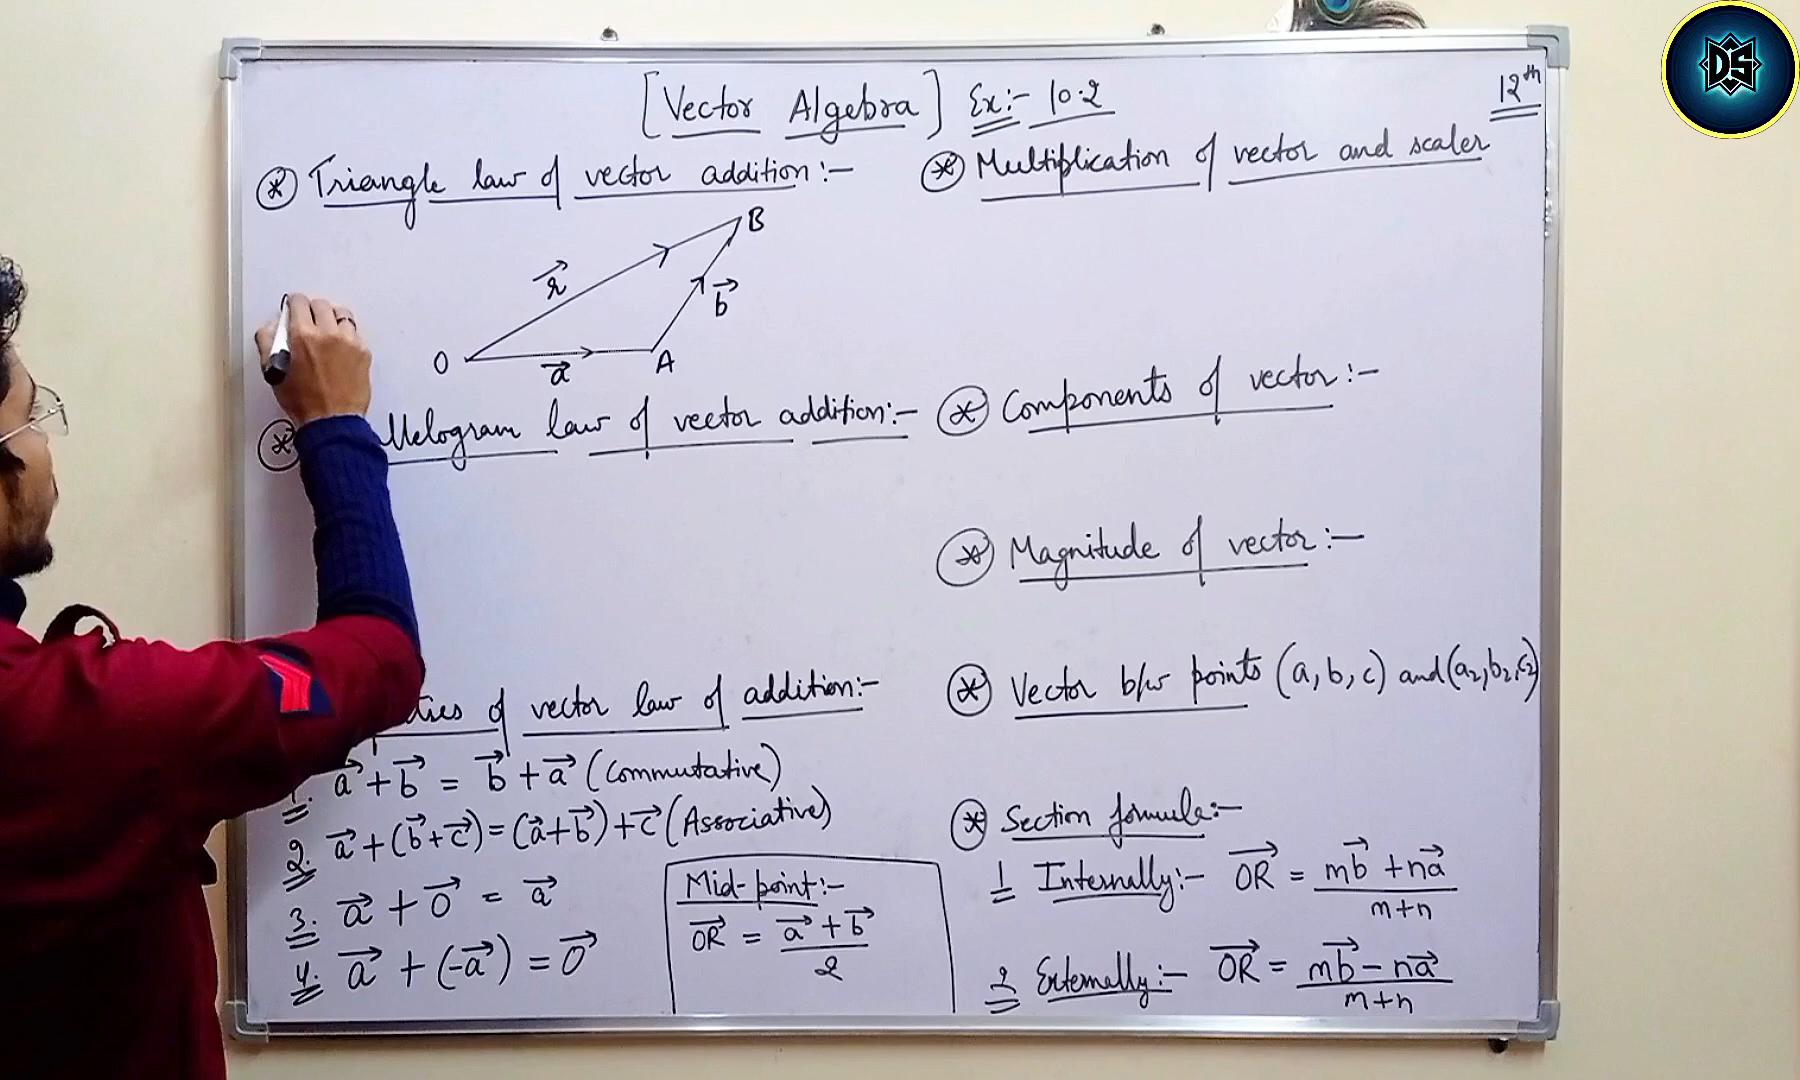 [Vector Algebra] Ex:- 10.2
12th
DS
* Triangle law of vector addition:-
B
r
b
O
a
A
* llelogram law of vector addition:-
of vector law of addition:-
1. a⃗ + b⃗ = b⃗ + a⃗ (Commutative)
2. a⃗ + (b⃗ + c⃗) = (a⃗ + b⃗) + c⃗ (Associative)
3. a⃗ + 0⃗ = a⃗
4. a⃗ + (-a⃗) = 0⃗
Mid-point:-
OR⃗ = a⃗ + b⃗
2
* Multiplication of vector and scaler
* Components of vector:-
* Magnitude of vector:-
* Vector b/w points (a, b, c) and (a2, b2, c2)
* Section formula:-
1 Internally:- OR⃗ = mb⃗ + na⃗
m+n
2 Externally:- OR⃗ = mb⃗ - na⃗
m+n